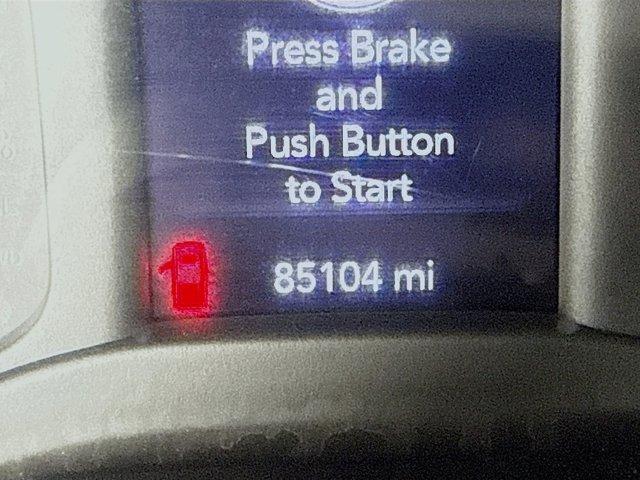 Press Brake
and
Push Button
to Start
85104 mi